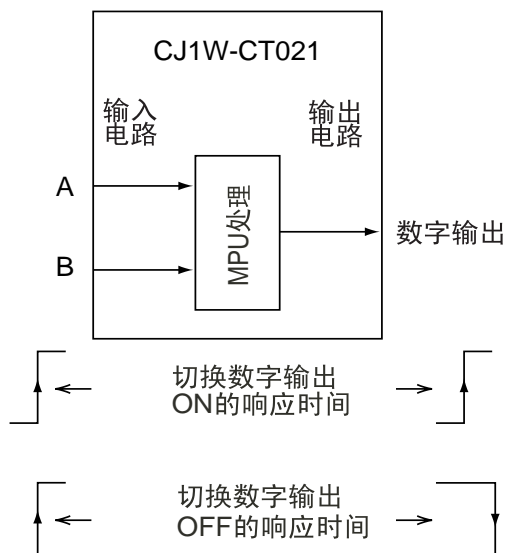 CJ1W-CT021
输入
电路
输出
电路
A
MPU处理
数字输出
B
切换数字输出
ON的响应时间
切换数字输出
OFF的响应时间